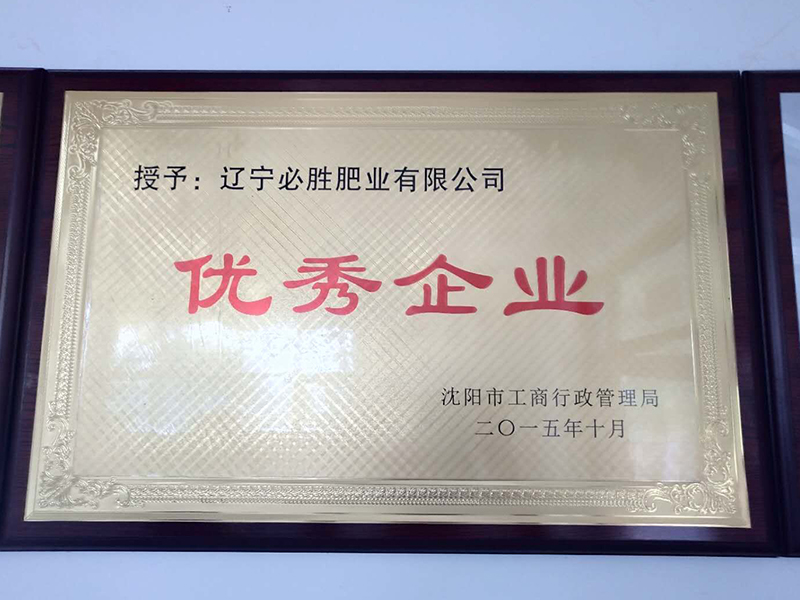 授予：辽宁必胜肥业有限公司
优秀企业
沈阳市工商行政管理局
二〇一五年十月